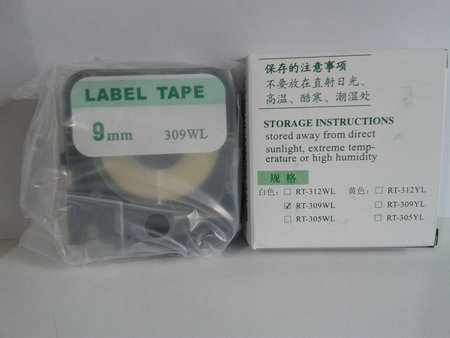 LABEL TAPE
9mm 309WL
保存的注意事项
不要放在直射日光、
高温、酷寒、潮湿处
STORAGE INSTRUCTIONS
stored away from direct
sunlight, extreme temp-
erature or high humidity
规格
白色: □ RT-312WL 黄色: □ RT-312YL
☑ RT-309WL □ RT-309YL
□ RT-305WL □ RT-305YL